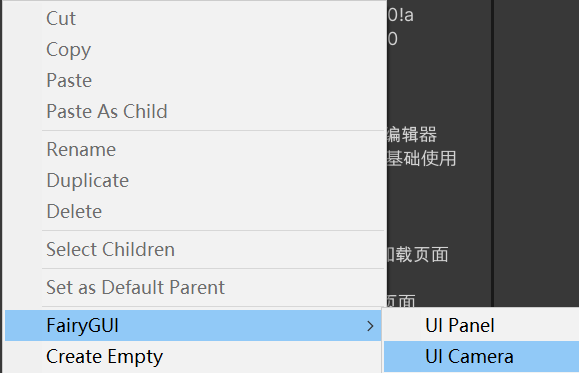 Cut
Copy
Paste
Paste As Child
Rename
Duplicate
Delete
Select Children
Set as Default Parent
FairyGUI
Create Empty
UI Panel
UI Camera
0!a
0
编辑器
基础使用
加载页面
页面